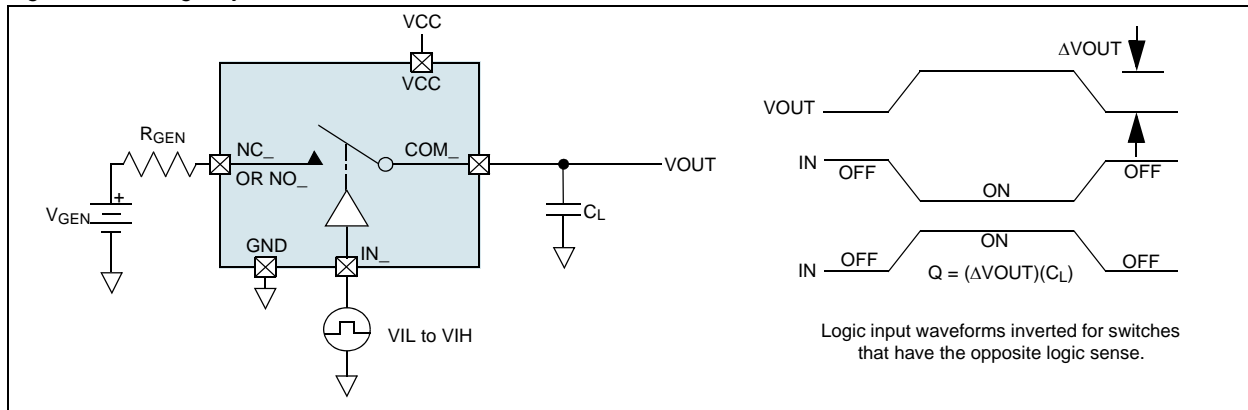 VCC
VCC
RGEN
NC_
OR NO_
COM_
VOUT
VGEN
+
CL
GND
IN_
VIL to VIH
ΔVOUT
VOUT
IN
OFF
ON
OFF
IN
OFF
ON
OFF
Q = (ΔVOUT)(CL)
Logic input waveforms inverted for switches
that have the opposite logic sense.